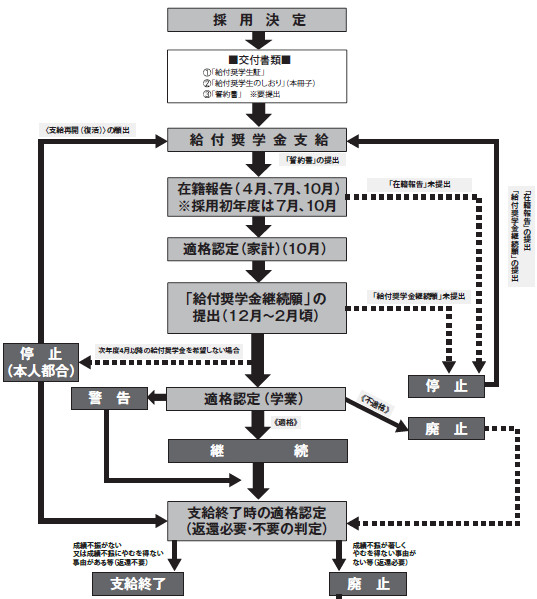 採用決定
■交付書類■
①「給付奨学生証」
②「給付奨学生のしおり」(本冊子)
③「誓約書」 ※要提出
〈支給再開(復活)〉の願出
給付奨学金支給
「誓約書」の提出
在籍報告(4月、7月、10月)
※採用初年度は7月、10月
「在籍報告」未提出
「在籍報告」の提出
「給付奨学金継続願」の提出
適格認定(家計)(10月)
「給付奨学金継続願」の
提出(12月~2月頃)
「給付奨学金継続願」未提出
次年度4月以降の給付奨学金を希望しない場合
停止
(本人都合)
停止
警告
適格認定(学業)
《不適格》
廃止
《適格》
継続
支給終了時の適格認定
(返還必要・不要の判定)
成績不振がない
又は成績不振にやむを得ない
事由がある等(返還不要)
成績不振が著しく
やむを得ない事由が
ない等(返還必要)
支給終了
廃止